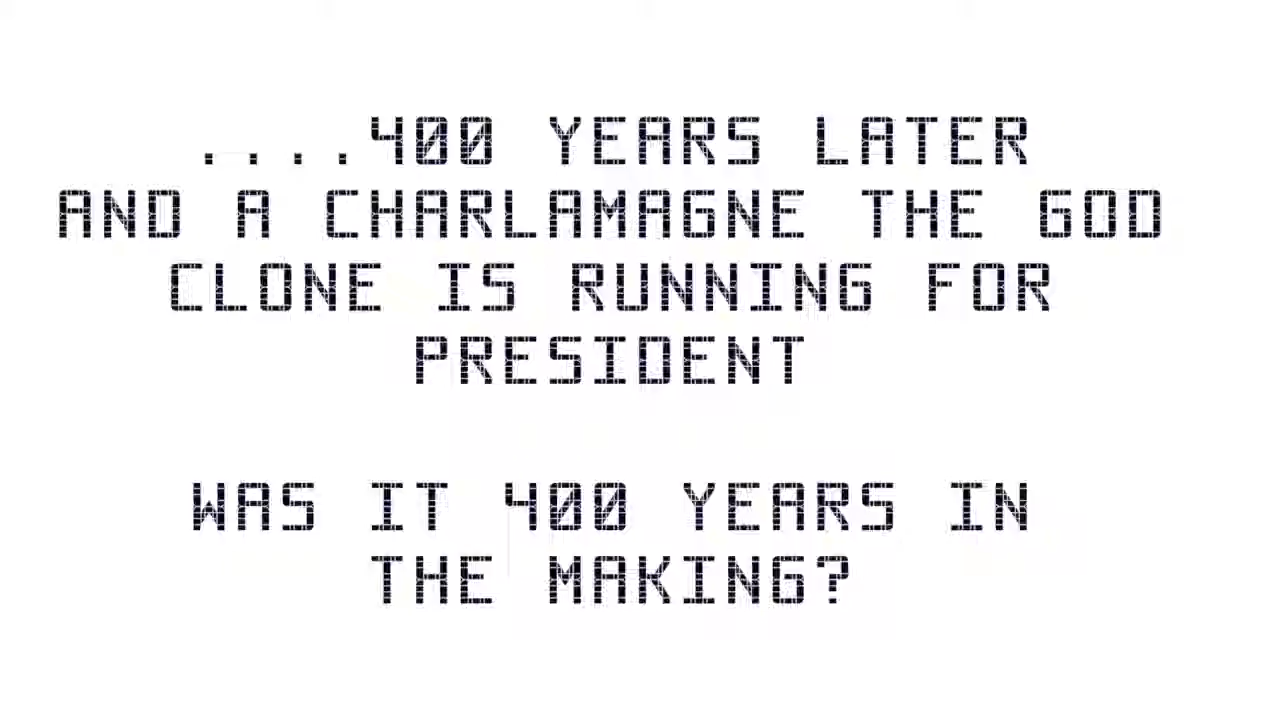 ....400 YEARS LATER
AND A CHARLAMAGNE THE GOD
CLONE IS RUNNING FOR
PRESIDENT
WAS IT 400 YEARS IN
THE MAKING?